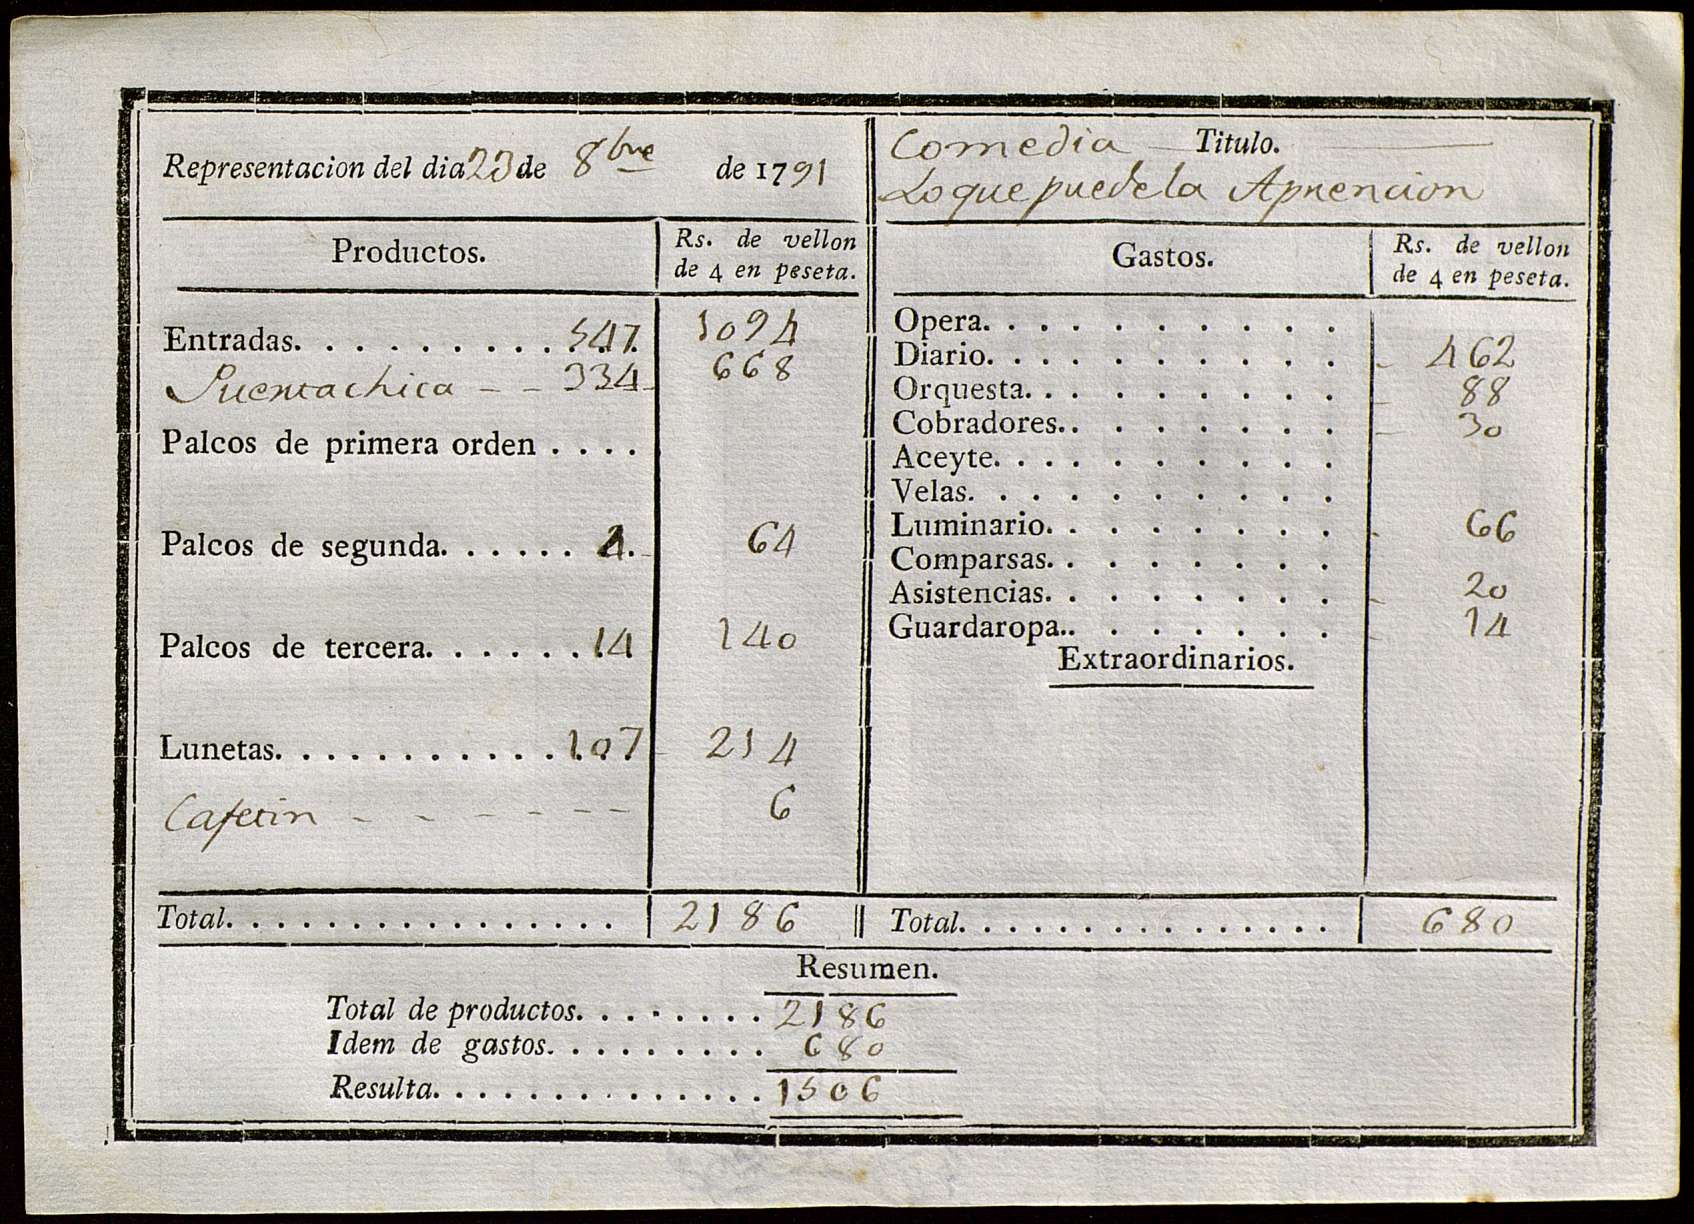 Representacion del dia 23 de 8bre de 1791
Comedia Titulo.
Lo que puede la Aprencion
Productos. Rs. de vellon de 4 en peseta.
Entradas. . . . . . . . . . 547. 1094
Puertachica - - 334 668
Palcos de primera orden . . . .
Palcos de segunda. . . . . . 4. 64
Palcos de tercera. . . . . . 14 140
Lunetas. . . . . . . . . . . 107 214
Cafetin - - - - - - - 6
Total. . . . . . . . . . . . . . . . 2186
Gastos. Rs. de vellon de 4 en peseta.
Opera. . . . . . . . . .
Diario. . . . . . . . . . 462
Orquesta. . . . . . . . . 88
Cobradores.. . . . . . . 30
Aceyte. . . . . . . . . .
Velas. . . . . . . . . .
Luminario. . . . . . . . 66
Comparsas. . . . . . . .
Asistencias. . . . . . . . 20
Guardaropa.. . . . . . . 14
Extraordinarios.
Total. . . . . . . . . . . . . . . 680
Resumen.
Total de productos. . . . . . . . 2186
Idem de gastos. . . . . . . . . 680
Resulta. . . . . . . . . . . . . . 1506